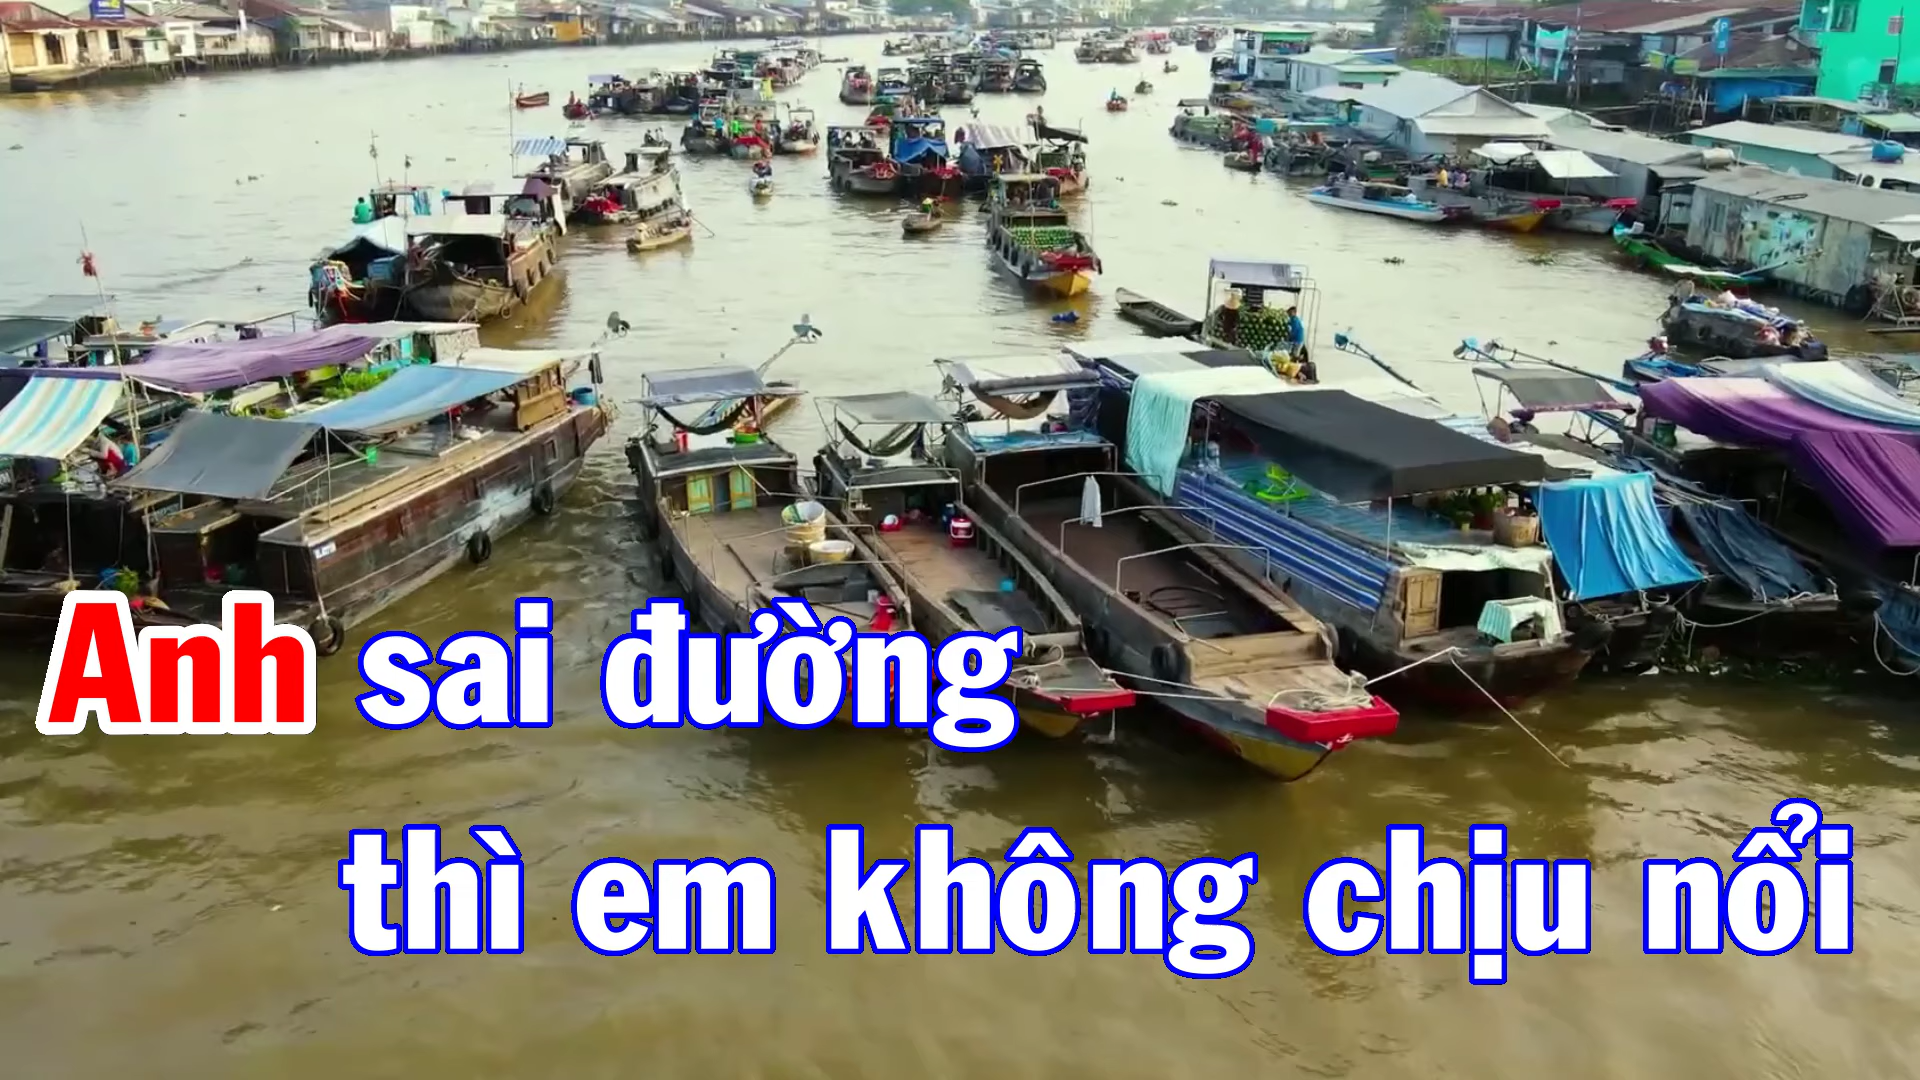 Anh sai đường
thì em không chịu nổi